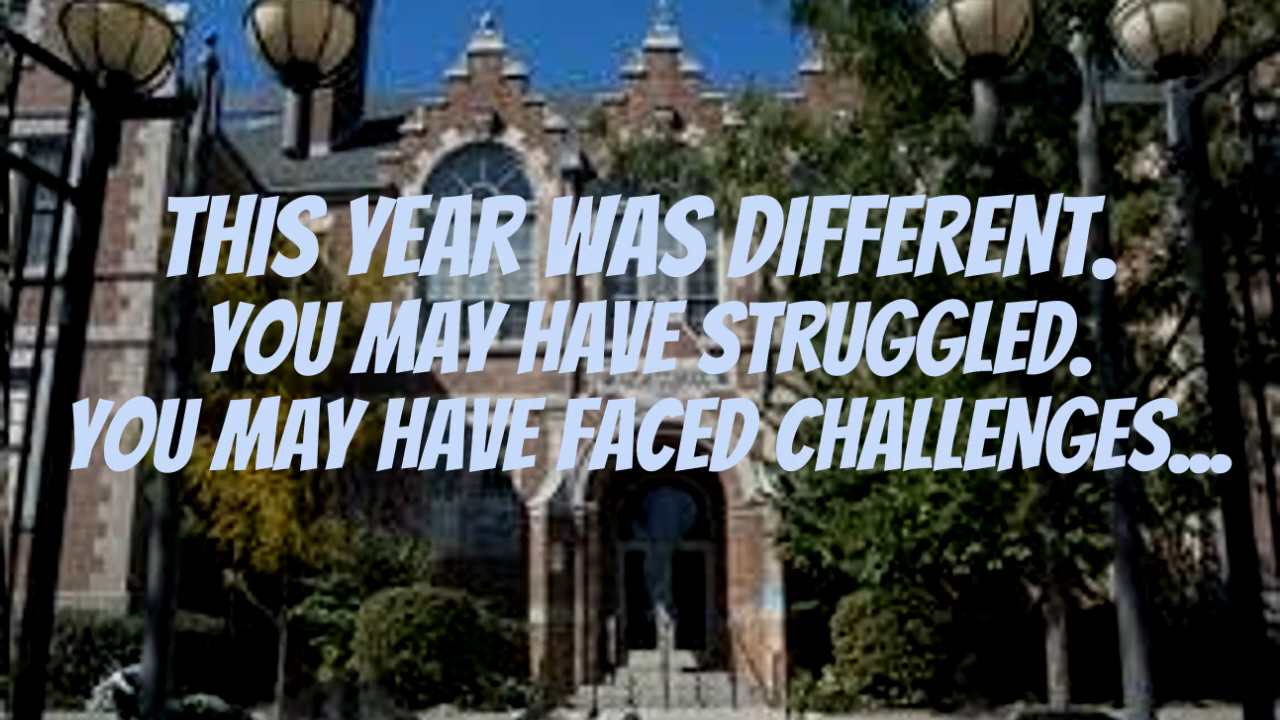 THIS YEAR WAS DIFFERENT.
YOU MAY HAVE STRUGGLED.
YOU MAY HAVE FACED CHALLENGES...